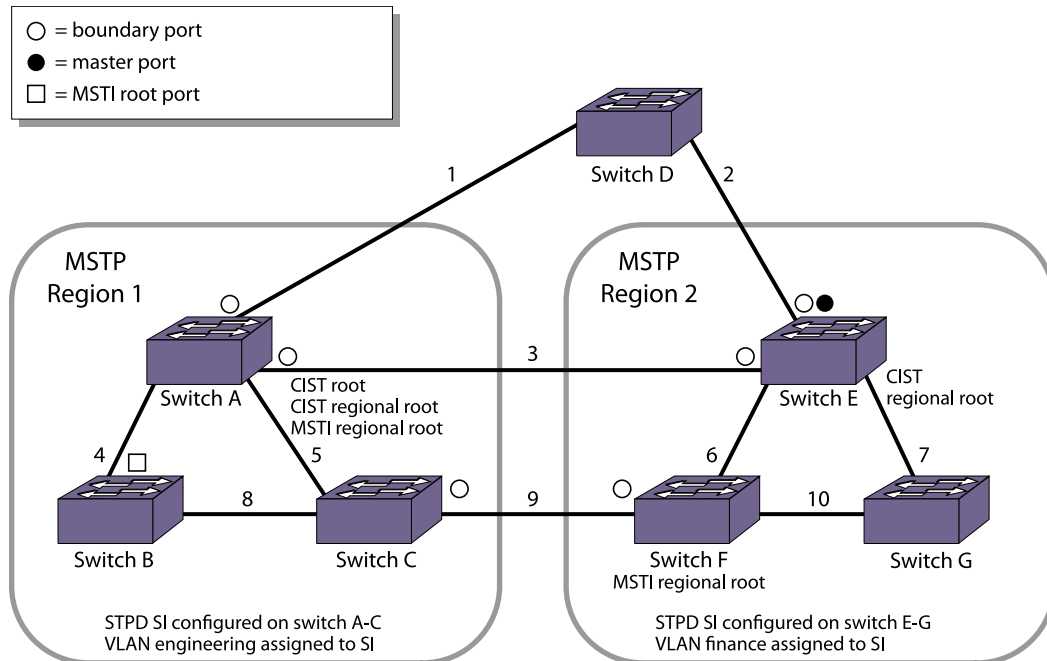 = boundary port
= master port
= MSTI root port
Switch D
1
2
MSTP
Region 1
MSTP
Region 2
3
Switch A
CIST root
CIST regional root
MSTI regional root
Switch E
CIST
regional root
4
5
6
7
8
9
10
Switch B
Switch C
Switch F
MSTI regional root
Switch G
STPD SI configured on switch A-C
VLAN engineering assigned to SI
STPD SI configured on switch E-G
VLAN finance assigned to SI